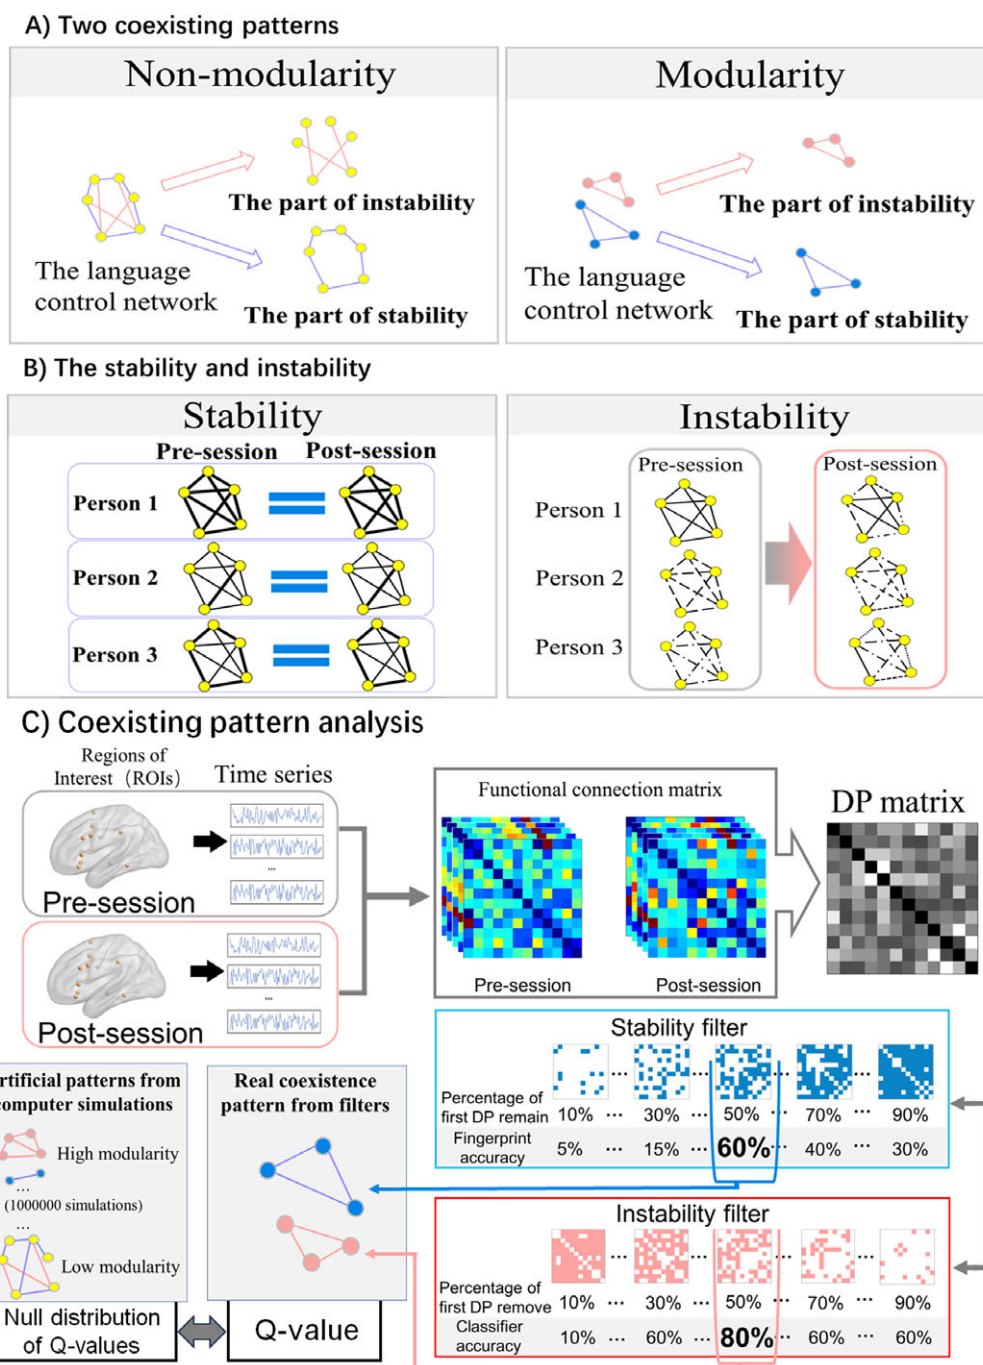 A) Two coexisting patterns
Non-modularity
The part of instability
The language
control network
The part of stability
Modularity
The part of instability
The language
control network
The part of stability
B) The stability and instability
Stability
Pre-session Post-session
Person 1
Person 2
Person 3
Instability
Pre-session Post-session
Person 1
Person 2
Person 3
C) Coexisting pattern analysis
Regions of
Interest (ROIs)
Time series
...
Pre-session
...
Post-session
Functional connection matrix
Pre-session Post-session
DP matrix
Stability filter
... ... ... ...
Percentage of
first DP remain
10% ... 30% ... 50% ... 70% ... 90%
Fingerprint
accuracy
5% ... 15% ... 60% ... 40% ... 30%
Instability filter
... ... ... ...
Percentage of
first DP remove
10% ... 30% ... 50% ... 70% ... 90%
Classifier
accuracy
10% ... 60% ... 80% ... 60% ... 60%
rtificial patterns from
omputer simulations
High modularity
...
(1000000 simulations)
...
Low modularity
Null distribution
of Q-values
Real coexistence
pattern from filters
Q-value